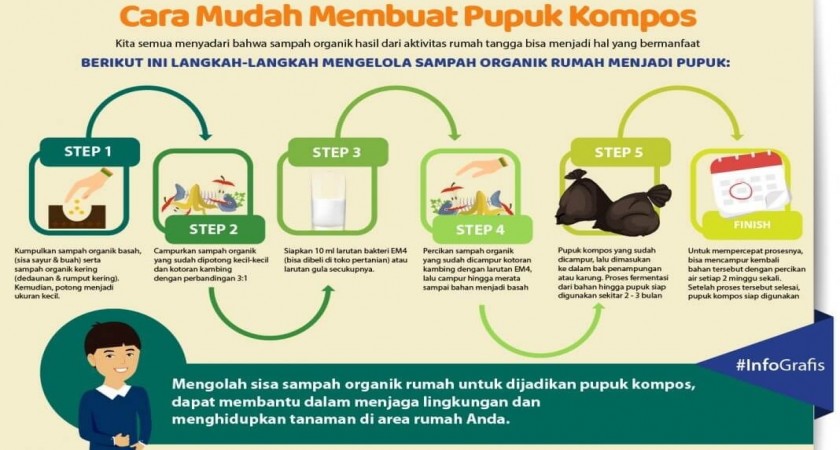 Cara Mudah Membuat Pupuk Kompos
Kita semua menyadari bahwa sampah organik hasil dari aktivitas rumah tangga bisa menjadi hal yang bermanfaat
BERIKUT INI LANGKAH-LANGKAH MENGELOLA SAMPAH ORGANIK RUMAH MENJADI PUPUK:
STEP 1
Kumpulkan sampah organik basah,
(sisa sayur & buah) serta
sampah organik kering
(dedaunan & rumput kering).
Kemudian, potong menjadi
ukuran kecil.
STEP 2
Campurkan sampah organik
yang sudah dipotong kecil-kecil
dan kotoran kambing
dengan perbandingan 3:1
STEP 3
Siapkan 10 ml larutan bakteri EM4
(bisa dibeli di toko pertanian) atau
larutan gula secukupnya.
STEP 4
Percikan sampah organik
yang sudah dicampur kotoran
kambing dengan larutan EM4,
lalu campur hingga merata
sampai bahan menjadi basah
STEP 5
Pupuk kompos yang sudah
dicampur, lalu dimasukan
ke dalam bak penampungan
atau karung. Proses fermentasi
dari bahan hingga pupuk siap
digunakan sekitar 2 - 3 bulan
FINISH
Untuk mempercepat prosesnya,
bisa mencampur kembali
bahan tersebut dengan percikan
air setiap 2 minggu sekali.
Setelah proses tersebut selesai,
pupuk kompos siap digunakan
#InfoGrafis
Mengolah sisa sampah organik rumah untuk dijadikan pupuk kompos,
dapat membantu dalam menjaga lingkungan dan
menghidupkan tanaman di area rumah Anda.